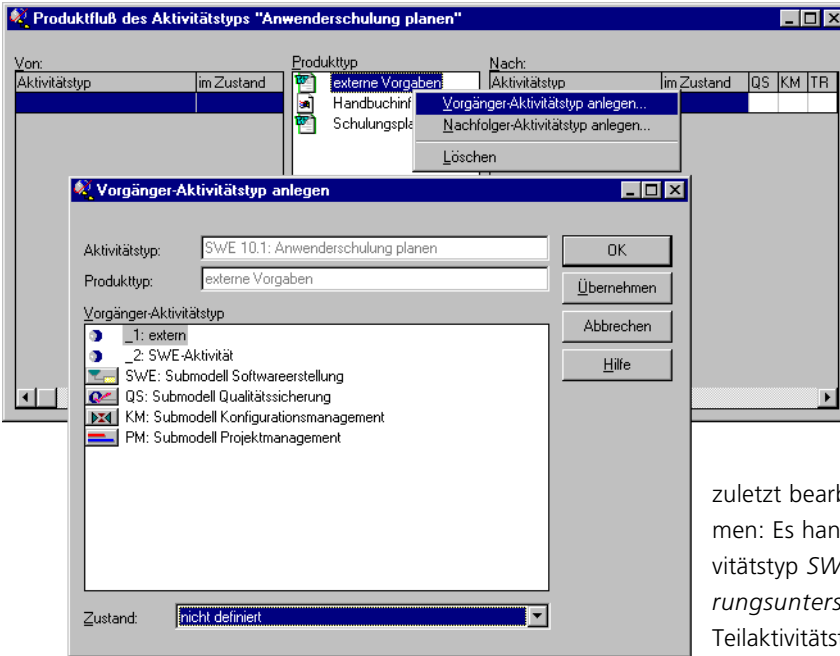 Produktfluß des Aktivitätstyps "Anwenderschulung planen"
Von:
Produkttyp
Nach:
Aktivitätstyp im Zustand
externe Vorgaben
Aktivitätstyp im Zustand QS KM TR
Handbuchinf
Schulungspla
Vorgänger-Aktivitätstyp anlegen...
Nachfolger-Aktivitätstyp anlegen...
Löschen
Vorgänger-Aktivitätstyp anlegen
Aktivitätstyp: SWE 10.1: Anwenderschulung planen
Produkttyp: externe Vorgaben
Vorgänger-Aktivitätstyp
_1: extern
_2: SWE-Aktivität
SWE: Submodell Softwareerstellung
QS: Submodell Qualitätssicherung
KM: Submodell Konfigurationsmanagement
PM: Submodell Projektmanagement
OK
Übernehmen
Abbrechen
Hilfe
Zustand: nicht definiert
zuletzt bearb
men: Es han
vitätstyp SW
rungsunters
Teilaktivitäts